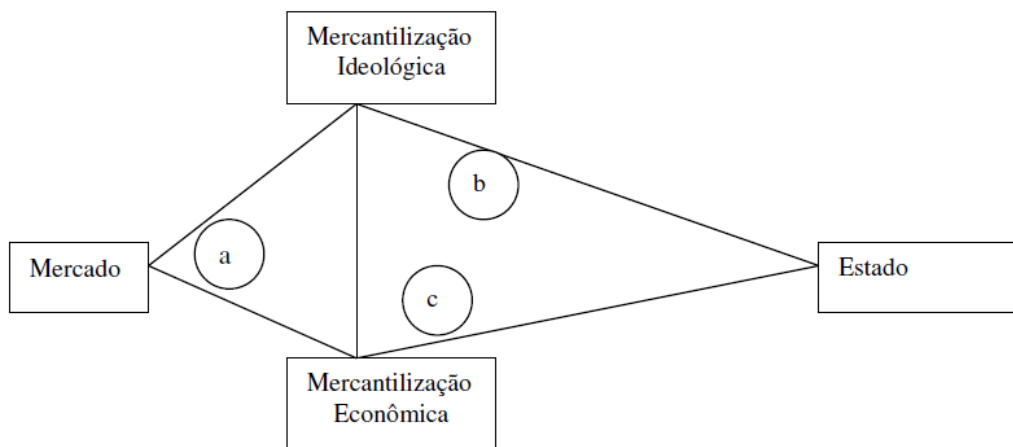 Mercantilização
Ideológica
b
a
Mercado
Estado
c
Mercantilização
Econômica